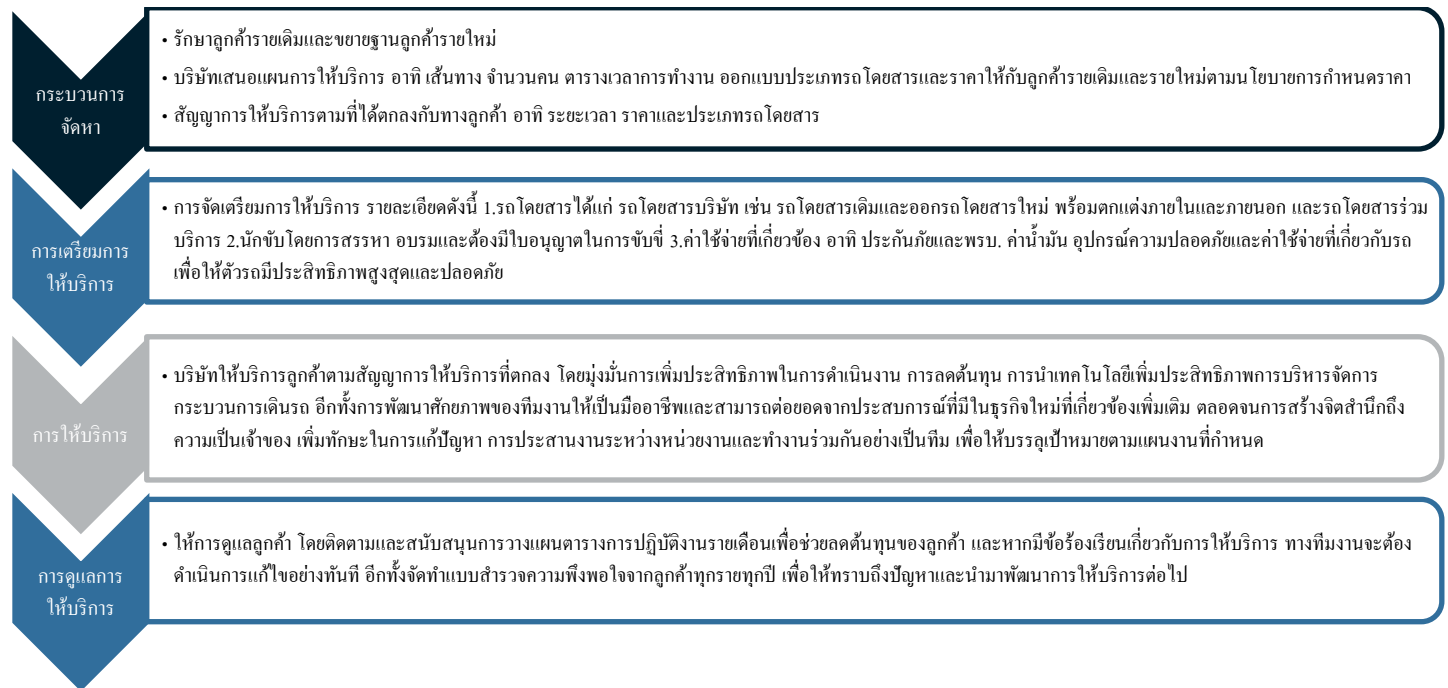 กระบวนการ
จัดหา
• รักษาลูกค้ารายเดิมและขยายฐานลูกค้ารายใหม่
• บริษัทเสนอแผนการให้บริการ อาทิ เส้นทาง จำนวนคน ตารางเวลาการทำงาน ออกแบบประเภทรถโดยสารและราคาให้กับลูกค้ารายเดิมและรายใหม่ตามนโยบายการกำหนดราคา
• สัญญาการให้บริการตามที่ได้ตกลงกับทางลูกค้า อาทิ ระยะเวลา ราคาและประเภทรถโดยสาร
การเตรียมการ
ให้บริการ
• การจัดเตรียมการให้บริการ รายละเอียดดังนี้ 1.รถโดยสารได้แก่ รถโดยสารบริษัท เช่น รถโดยสารเดิมและออกรถโดยสารใหม่ พร้อมตกแต่งภายในและภายนอก และรถโดยสารร่วม
บริการ 2.นักขับโดยการสรรหา อบรมและต้องมีใบอนุญาตในการขับขี่ 3.ค่าใช้จ่ายที่เกี่ยวข้อง อาทิ ประกันภัยและพรบ. ค่าน้ำมัน อุปกรณ์ความปลอดภัยและค่าใช้จ่ายที่เกี่ยวกับรถ
เพื่อให้ตัวรถมีประสิทธิภาพสูงสุดและปลอดภัย
การให้บริการ
• บริษัทให้บริการลูกค้าตามสัญญาการให้บริการที่ตกลง โดยมุ่งมั่นการเพิ่มประสิทธิภาพในการดำเนินงาน การลดต้นทุน การนำเทคโนโลยีเพิ่มประสิทธิภาพการบริหารจัดการ
กระบวนการเดินรถ อีกทั้งการพัฒนาศักยภาพของทีมงานให้เป็นมืออาชีพและสามารถต่อยอดจากประสบการณ์ที่มีในธุรกิจใหม่ที่เกี่ยวข้องเพิ่มเติม ตลอดจนการสร้างจิตสำนึกถึง
ความเป็นเจ้าของ เพิ่มทักษะในการแก้ปัญหา การประสานงานระหว่างหน่วยงานและทำงานร่วมกันอย่างเป็นทีม เพื่อให้บรรลุเป้าหมายตามแผนงานที่กำหนด
การดูแลการ
ให้บริการ
• ให้การดูแลลูกค้า โดยติดตามและสนับสนุนการวางแผนตารางการปฏิบัติงานรายเดือนเพื่อช่วยลดต้นทุนของลูกค้า และหากมีข้อร้องเรียนเกี่ยวกับการให้บริการ ทางทีมงานจะต้อง
ดำเนินการแก้ไขอย่างทันที อีกทั้งจัดทำแบบสำรวจความพึงพอใจจากลูกค้าทุกรายทุกปี เพื่อให้ทราบถึงปัญหาและนำมาพัฒนาการให้บริการต่อไป